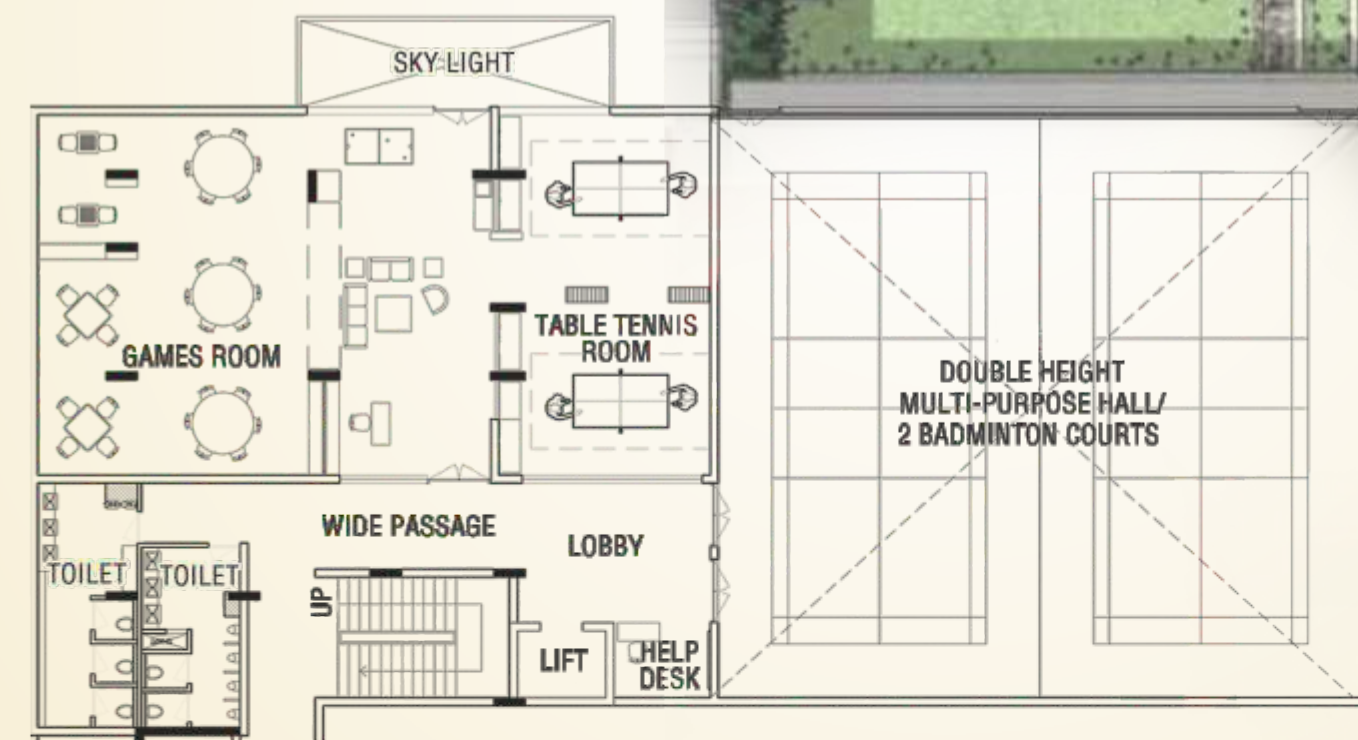 SKY LIGHT
GAMES ROOM
TABLE TENNIS
ROOM
DOUBLE HEIGHT
MULTI-PURPOSE HALL/
2 BADMINTON COURTS
WIDE PASSAGE
LOBBY
TOILET
TOILET
UP
LIFT
HELP
DESK